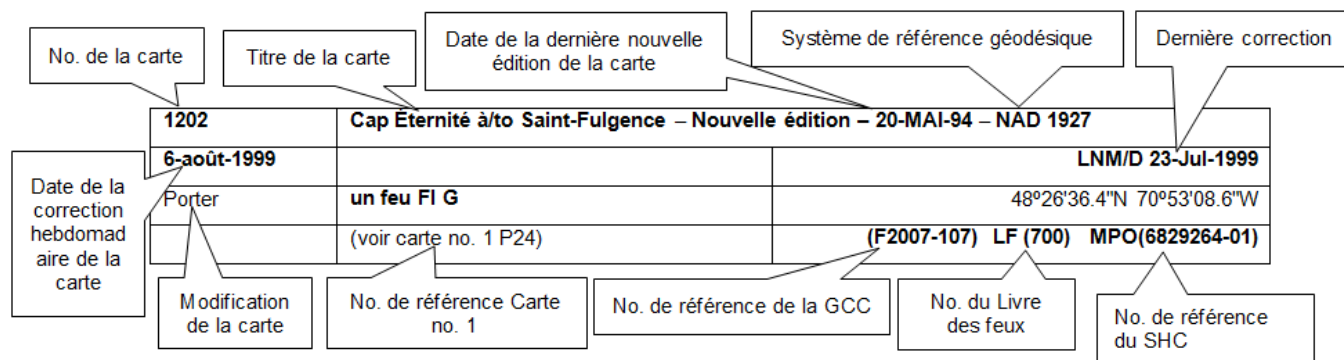 No. de la carte
Titre de la carte
Date de la dernière nouvelle
édition de la carte
Système de référence géodésique
Dernière correction
1202
Cap Éternité à/to Saint-Fulgence – Nouvelle édition – 20-MAI-94 – NAD 1927
6-août-1999
LNM/D 23-Jul-1999
Porter
un feu Fl G
48º26'36.4"N 70º53'08.6"W
(voir carte no. 1 P24)
(F2007-107) LF (700) MPO(6829264-01)
Date de la
correction
hebdomad
aire de la
carte
Modification
de la carte
No. de référence Carte
no. 1
No. de référence de la GCC
No. du Livre
des feux
No. de référence
du SHC